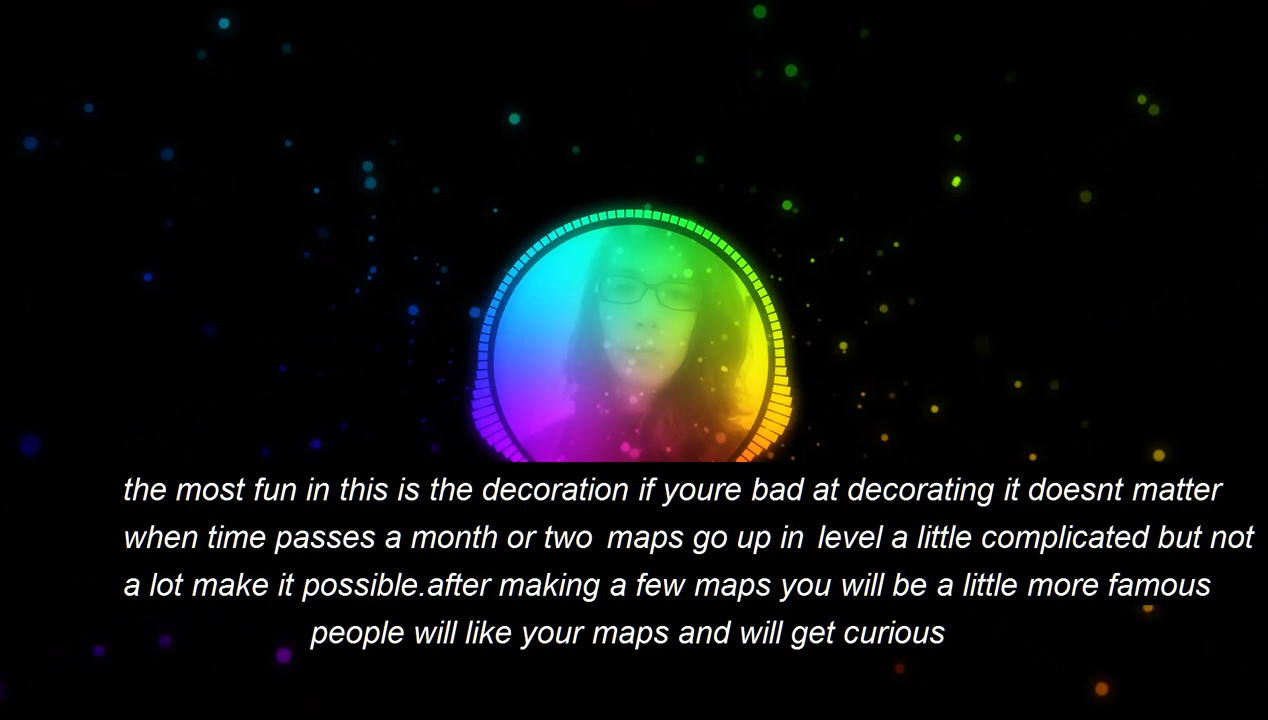 the most fun in this is the decoration if youre bad at decorating it doesnt matter
when time passes a month or two maps go up in level a little complicated but not
a lot make it possible.after making a few maps you will be a little more famous
people will like your maps and will get curious